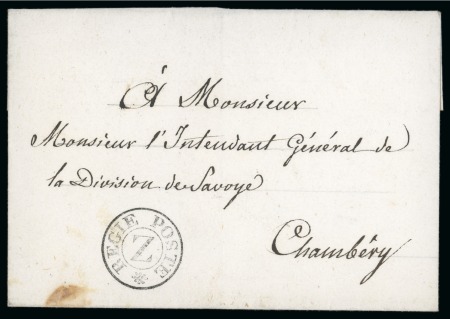 À Monsieur
Monsieur l'Intendant Général de
la Division de Savoye
Chambéry
REGIE POSTE
Z